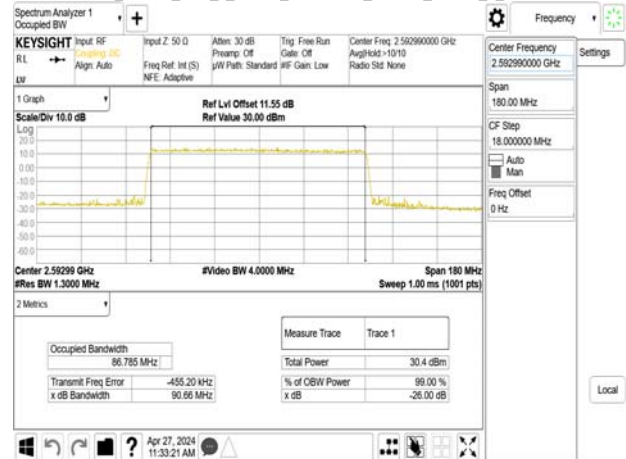 Spectrum Analyzer 1
Occupied BW
Frequency
KEYSIGHT
Input: RF
Coupling: DC
Align: Auto
Input Z: 50 Ω
Freq Ref: Int (S)
NFE: Adaptive
Atten: 30 dB
Preamp: Off
µW Path: Standard
Trig: Free Run
Gate: Off
#IF Gain: Low
Center Freq: 2.592990000 GHz
Avg|Hold:>10/10
Radio Std: None
RL
Center Frequency
2.592990000 GHz
Settings
Span
180.00 MHz
CF Step
18.000000 MHz
Auto
Man
Freq Offset
0 Hz
Local
1 Graph
Scale/Div 10.0 dB
Ref Lvl Offset 11.55 dB
Ref Value 30.00 dBm
Log
20.0
10.0
0.00
-10.0
-20.0
-30.0
-40.0
-50.0
-60.0
Center 2.59299 GHz
#Res BW 1.3000 MHz
#Video BW 4.0000 MHz
Span 180 MHz
Sweep 1.00 ms (1001 pts)
2 Metrics
Measure Trace Trace 1
Occupied Bandwidth
86.785 MHz
Total Power 30.4 dBm
Transmit Freq Error -455.20 kHz
% of OBW Power 99.00 %
x dB Bandwidth 90.66 MHz
x dB -26.00 dB
Apr 27, 2024
11:33:21 AM